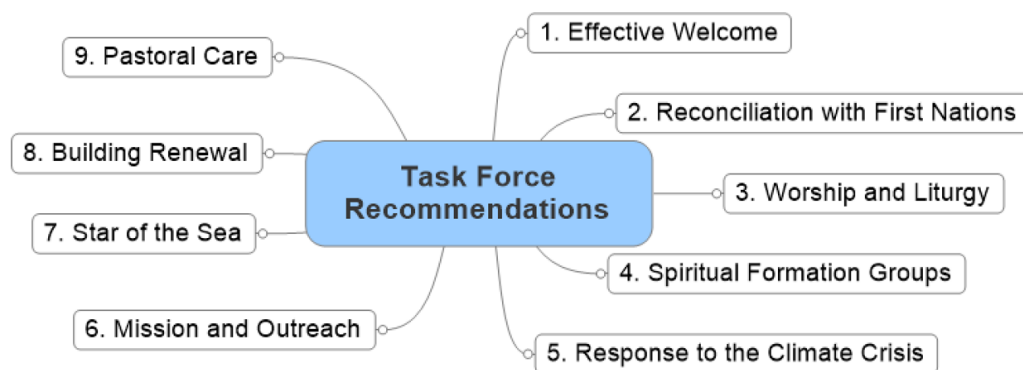 Task Force
Recommendations
1. Effective Welcome
2. Reconciliation with First Nations
3. Worship and Liturgy
4. Spiritual Formation Groups
5. Response to the Climate Crisis
6. Mission and Outreach
7. Star of the Sea
8. Building Renewal
9. Pastoral Care